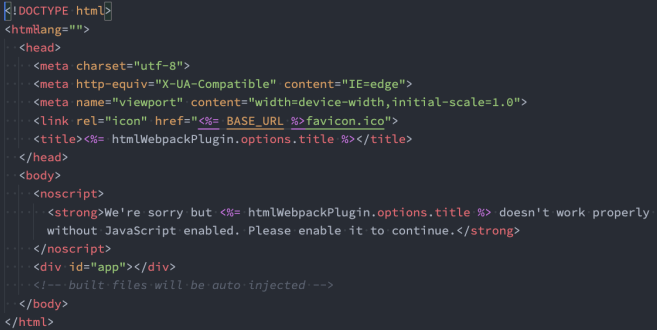 <!DOCTYPE html>
<html lang="">
<head>
<meta charset="utf-8">
<meta http-equiv="X-UA-Compatible" content="IE=edge">
<meta name="viewport" content="width=device-width,initial-scale=1.0">
<link rel="icon" href="<%= BASE_URL %>favicon.ico">
<title><%= htmlWebpackPlugin.options.title %></title>
</head>
<body>
<noscript>
<strong>We're sorry but <%= htmlWebpackPlugin.options.title %> doesn't work properly
without JavaScript enabled. Please enable it to continue.</strong>
</noscript>
<div id="app"></div>
<!-- built files will be auto injected -->
</body>
</html>